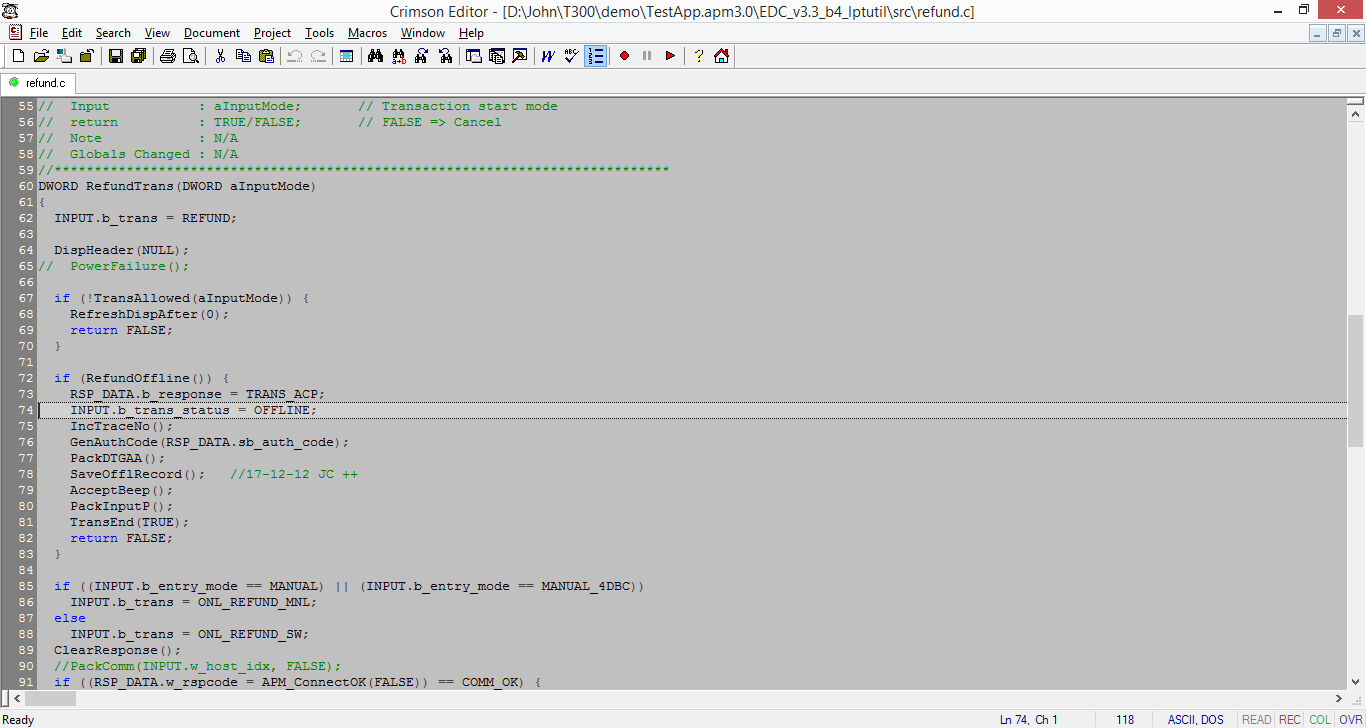 Crimson Editor - [D:\John\T300\demo\TestApp.apm3.0\EDC_v3.3_b4_lptutil\src\refund.c]
File Edit Search View Document Project Tools Macros Window Help
refund.c
55 //  Input           : aInputMode;       // Transaction start mode
56 //  return          : TRUE/FALSE;       // FALSE => Cancel
57 //  Note            : N/A
58 //  Globals Changed : N/A
59 //*****************************************************************************
60 DWORD RefundTrans(DWORD aInputMode)
61 {
62   INPUT.b_trans = REFUND;
63
64   DispHeader(NULL);
65 //  PowerFailure();
66
67   if (!TransAllowed(aInputMode)) {
68     RefreshDispAfter(0);
69     return FALSE;
70   }
71
72   if (RefundOffline()) {
73     RSP_DATA.b_response = TRANS_ACP;
74     INPUT.b_trans_status = OFFLINE;
75     IncTraceNo();
76     GenAuthCode(RSP_DATA.sb_auth_code);
77     PackDTGAA();
78     SaveOfflRecord();   //17-12-12 JC ++
79     AcceptBeep();
80     PackInputP();
81     TransEnd(TRUE);
82     return FALSE;
83   }
84
85   if ((INPUT.b_entry_mode == MANUAL) || (INPUT.b_entry_mode == MANUAL_4DBC))
86     INPUT.b_trans = ONL_REFUND_MNL;
87   else
88     INPUT.b_trans = ONL_REFUND_SW;
89   ClearResponse();
90   //PackComm(INPUT.w_host_idx, FALSE);
91   if ((RSP_DATA.w_rspcode = APM_ConnectOK(FALSE)) == COMM_OK) {
Ready Ln 74, Ch 1 118 ASCII, DOS READ REC COL OVR